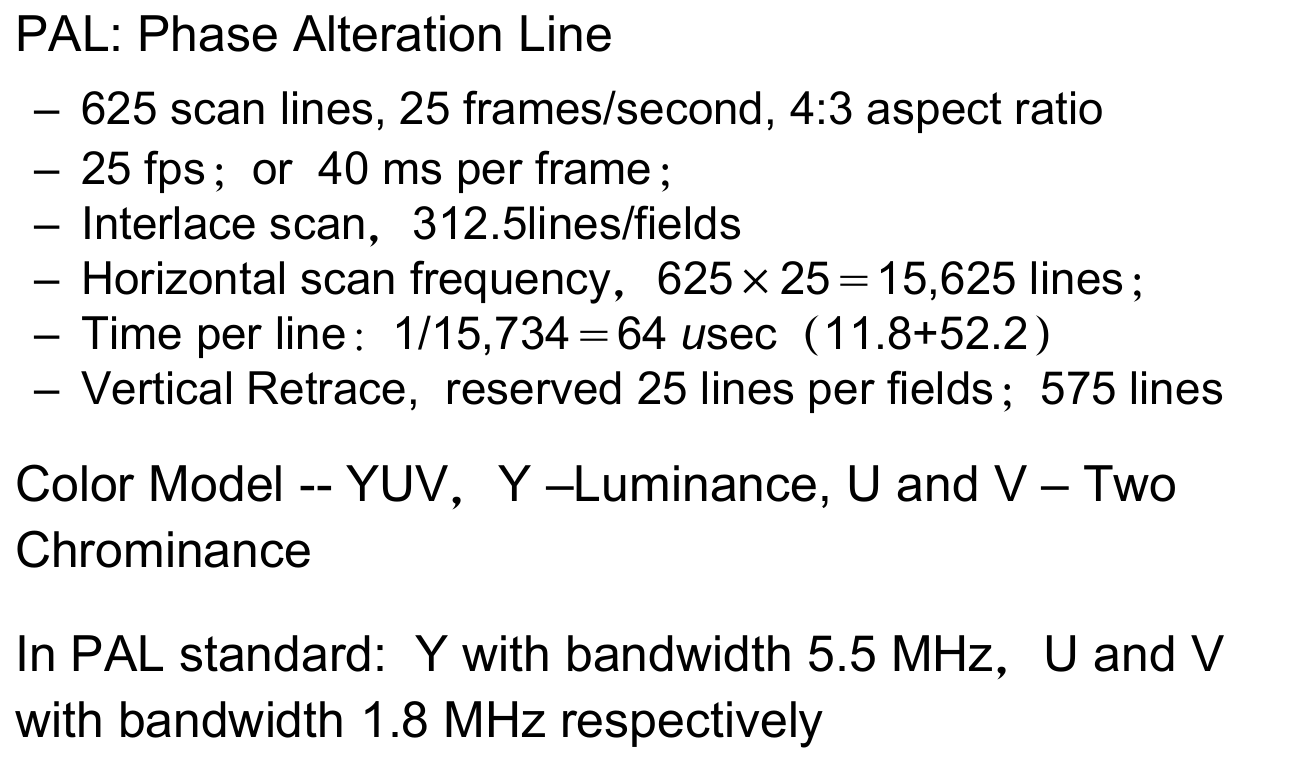 PAL: Phase Alteration Line
– 625 scan lines, 25 frames/second, 4:3 aspect ratio
– 25 fps；or 40 ms per frame；
– Interlace scan，312.5lines/fields
– Horizontal scan frequency，625×25＝15,625 lines；
– Time per line：1/15,734＝64 usec（11.8+52.2）
– Vertical Retrace, reserved 25 lines per fields；575 lines
Color Model -- YUV，Y –Luminance, U and V – Two
Chrominance
In PAL standard: Y with bandwidth 5.5 MHz，U and V
with bandwidth 1.8 MHz respectively